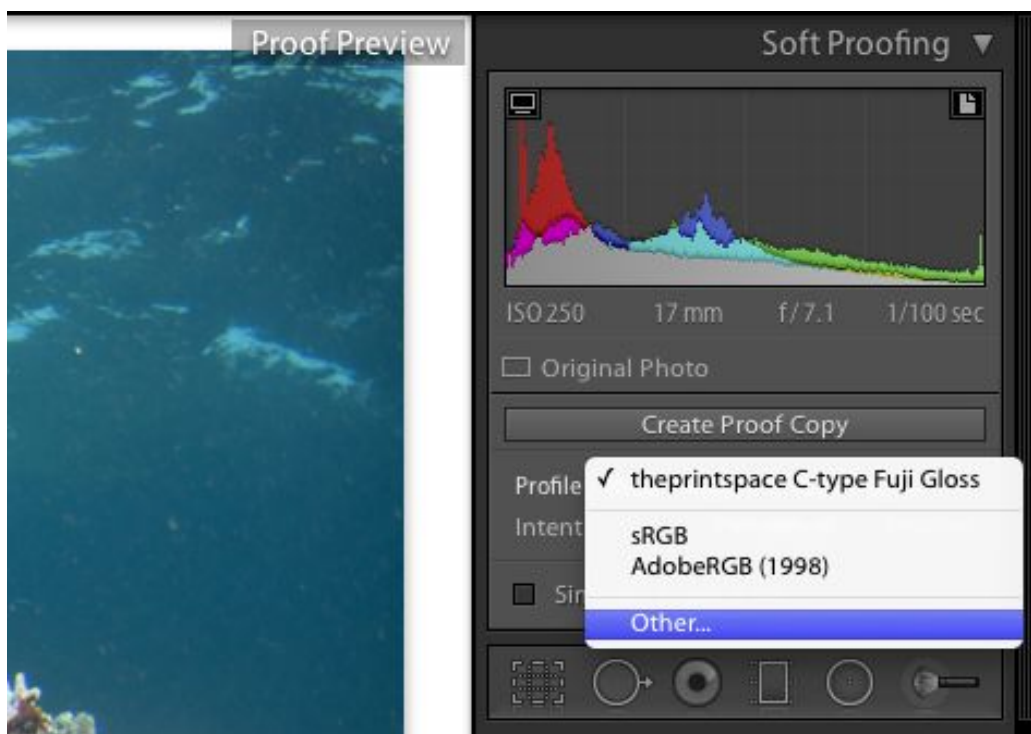 Proof Preview
Soft Proofing
ISO 250 17 mm f/7.1 1/100 sec
Original Photo
Create Proof Copy
Profile ✓ theprintspace C-type Fuji Gloss
Intent
sRGB
AdobeRGB (1998)
Other...